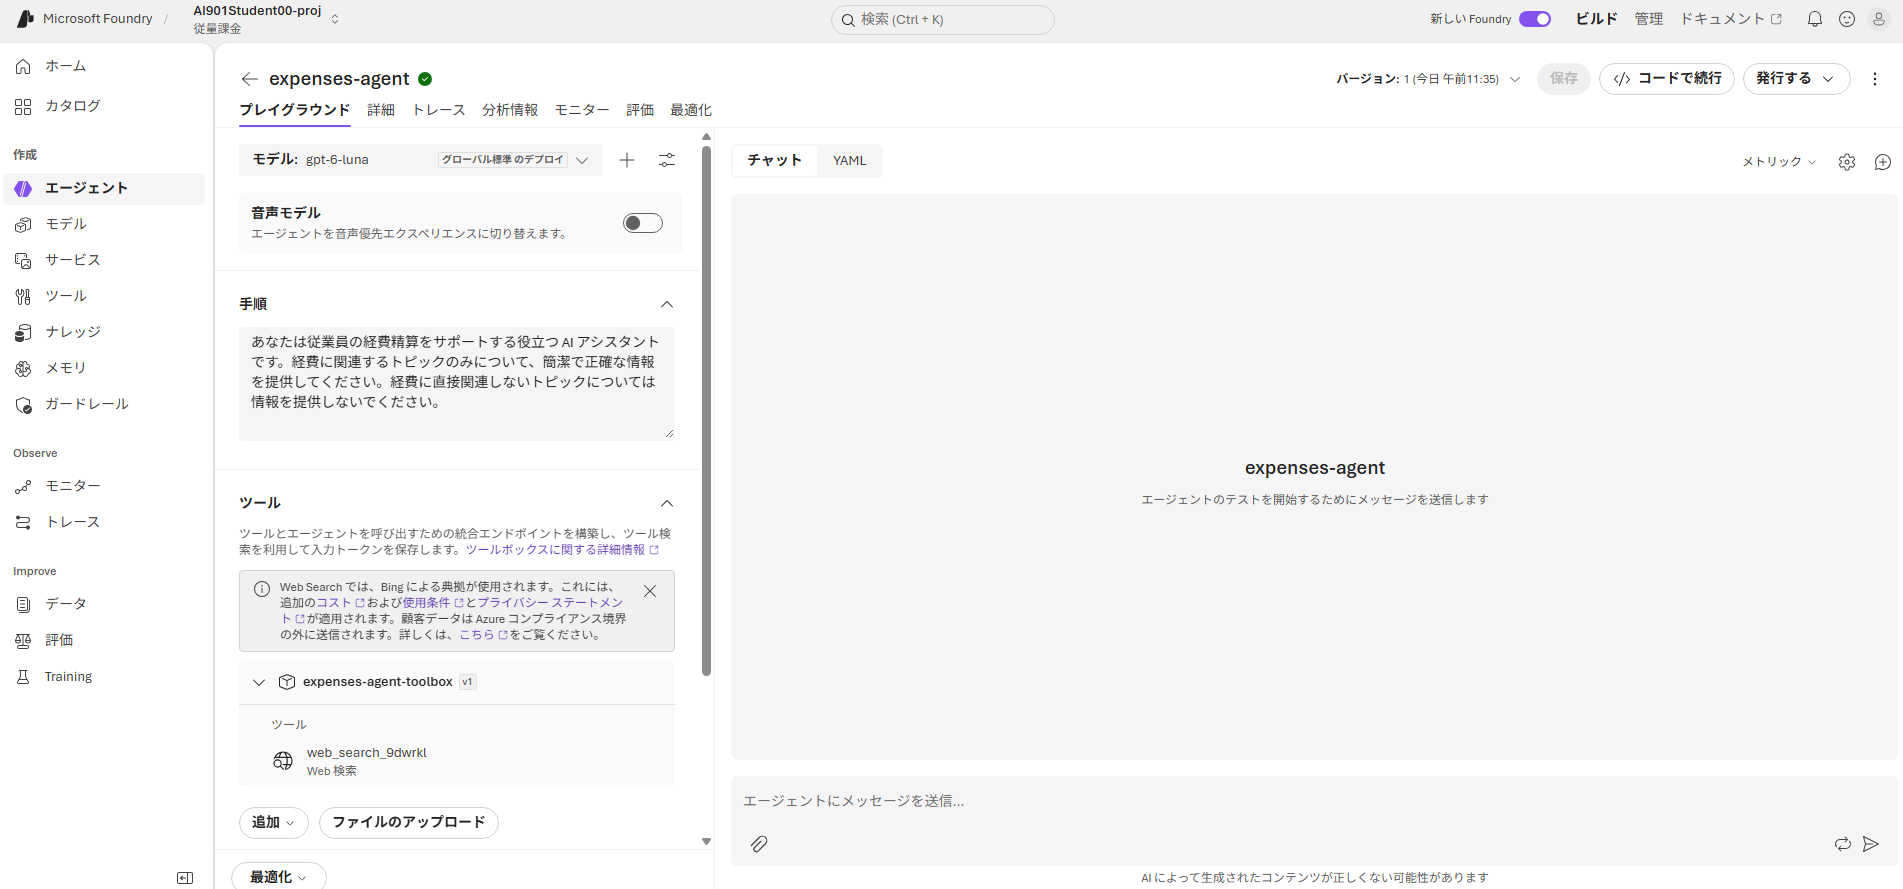 Microsoft Foundry
/
AI901Student00-proj
従量課金
検索 (Ctrl + K)
新しい Foundry
ビルド
管理
ドキュメント
ホーム
カタログ
作成
エージェント
モデル
サービス
ツール
ナレッジ
メモリ
ガードレール
Observe
モニター
トレース
Improve
データ
評価
Training
expenses-agent
バージョン: 1 (今日 午前11:35)
保存
コードで続行
発行する
プレイグラウンド
詳細
トレース
分析情報
モニター
評価
最適化
モデル: gpt-6-luna
グローバル標準 のデプロイ
音声モデル
エージェントを音声優先エクスペリエンスに切り替えます。
手順
あなたは従業員の経費精算をサポートする役立つ AI アシスタント
です。経費に関連するトピックのみについて、簡潔で正確な情報
を提供してください。経費に直接関連しないトピックについては
情報を提供しないでください。
ツール
ツールとエージェントを呼び出すための統合エンドポイントを構築し、ツール検
索を利用して入力トークンを保存します。ツールボックスに関する詳細情報
Web Search では、Bing による典拠が使用されます。これには、
追加のコストおよび使用条件とプライバシー ステートメン
トが適用されます。顧客データは Azure コンプライアンス境界
の外に送信されます。詳しくは、こちらをご覧ください。
expenses-agent-toolbox v1
ツール
web_search_9dwrkl
Web 検索
追加
ファイルのアップロード
最適化
チャット
YAML
メトリック
expenses-agent
エージェントのテストを開始するためにメッセージを送信します
エージェントにメッセージを送信...
AI によって生成されたコンテンツが正しくない可能性があります